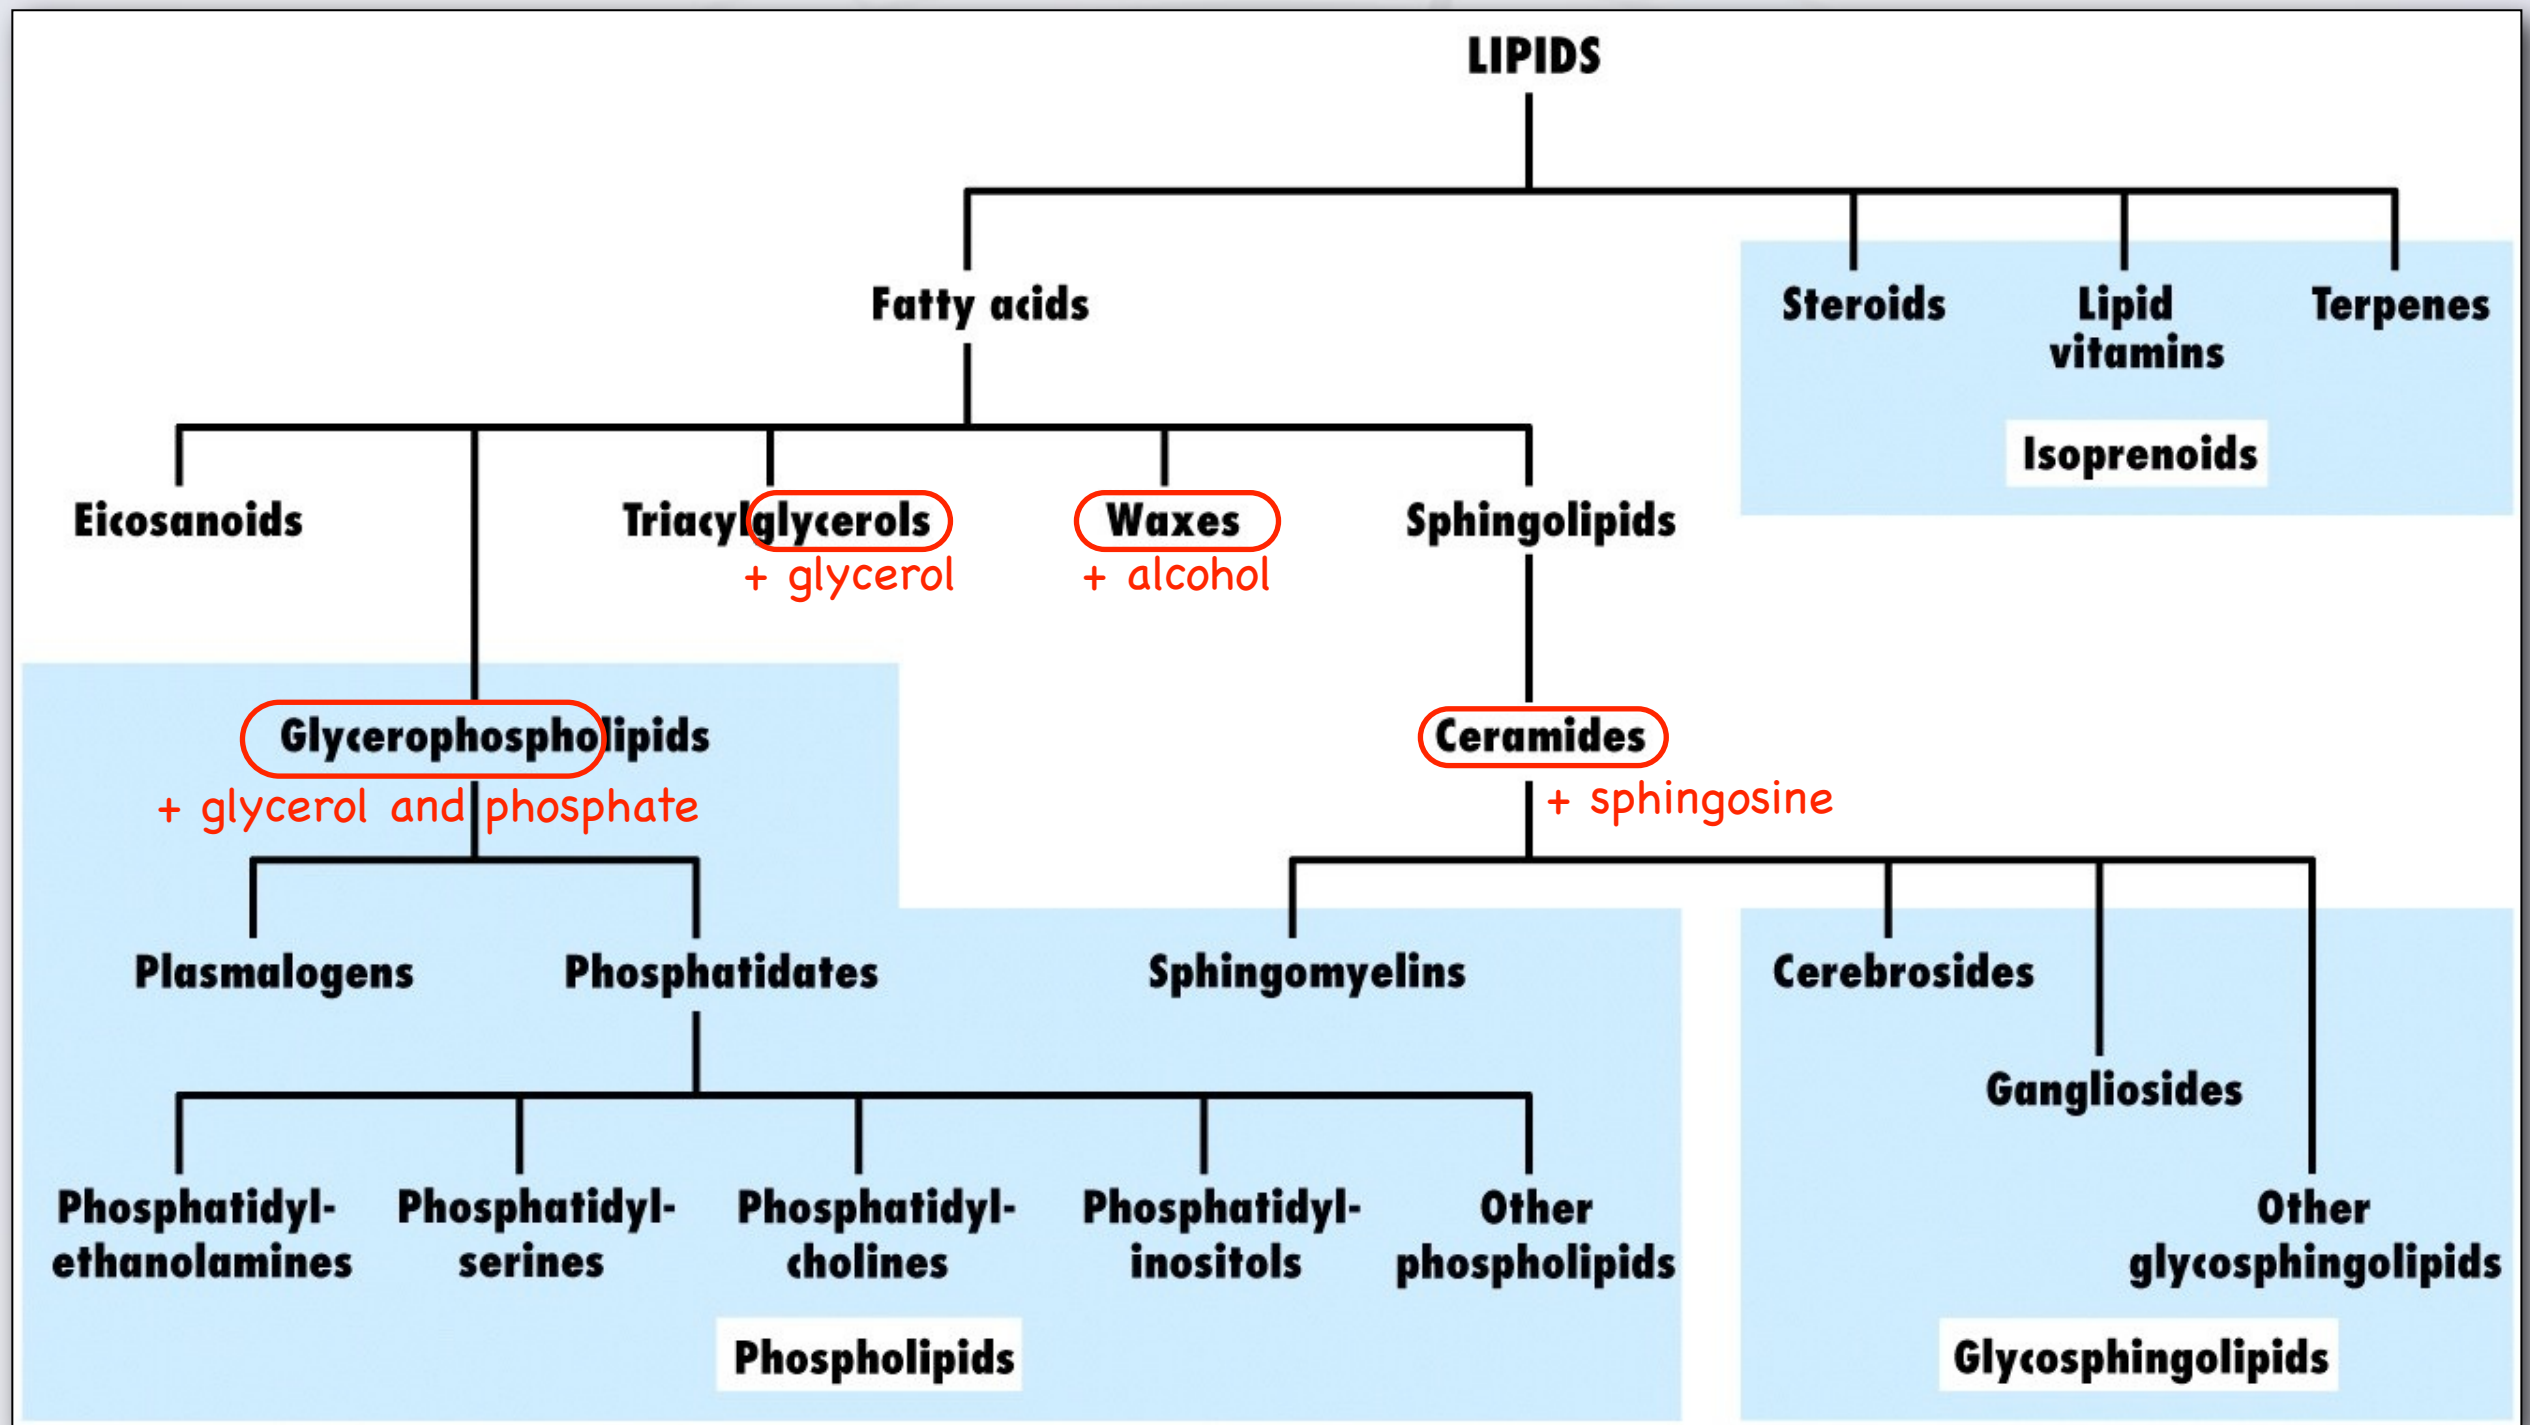 LIPIDS
Fatty acids
Steroids
Lipid
vitamins
Terpenes
Isoprenoids
Eicosanoids
Triacylglycerols
+ glycerol
Waxes
+ alcohol
Sphingolipids
Glycerophospholipids
+ glycerol and phosphate
Ceramides
+ sphingosine
Plasmalogens
Phosphatidates
Sphingomyelins
Cerebrosides
Gangliosides
Phosphatidyl-
ethanolamines
Phosphatidyl-
serines
Phosphatidyl-
cholines
Phosphatidyl-
inositols
Other
phospholipids
Other
glycosphingolipids
Phospholipids
Glycosphingolipids